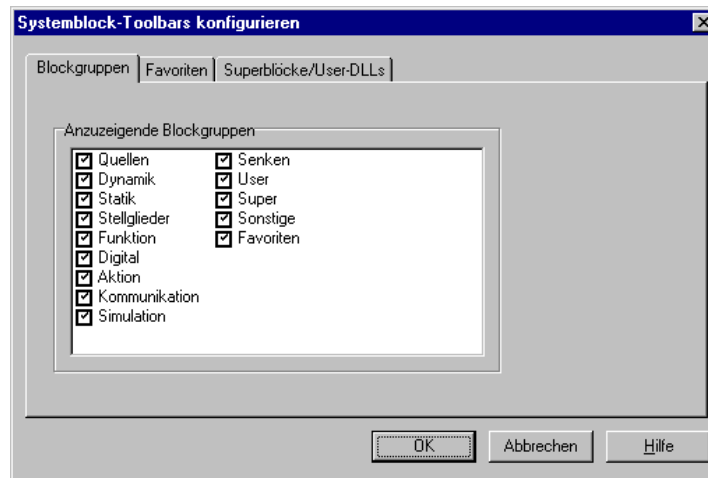 Systemblock-Toolbars konfigurieren
Blockgruppen Favoriten Superblöcke/User-DLLs
Anzuzeigende Blockgruppen
Quellen Senken
Dynamik User
Statik Super
Stellglieder Sonstige
Funktion Favoriten
Digital
Aktion
Kommunikation
Simulation
OK Abbrechen Hilfe